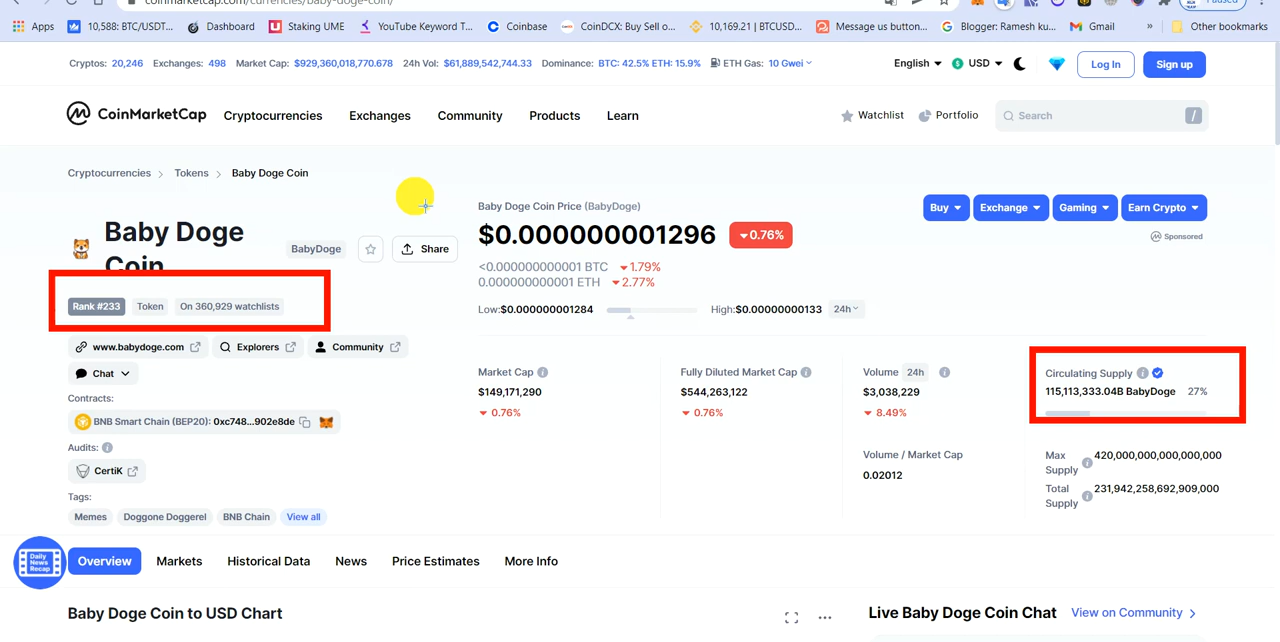 coinmarketcap.com/currencies/baby-doge-coin/
Paused
Apps
10,588: BTC/USDT...
Dashboard
Staking UME
YouTube Keyword T...
Coinbase
CoinDCX: Buy Sell o...
10,169.21 | BTCUSD...
Message us button...
Blogger: Ramesh ku...
Gmail
»
Other bookmarks
Cryptos: 20,246 Exchanges: 498 Market Cap: $929,360,018,770.678 24h Vol: $61,889,542,744.33 Dominance: BTC: 42.5% ETH: 15.9% ETH Gas: 10 Gwei
English
USD
Log In
Sign up
CoinMarketCap
Cryptocurrencies
Exchanges
Community
Products
Learn
Watchlist
Portfolio
Search
/
Cryptocurrencies > Tokens > Baby Doge Coin
Baby Doge
Coin
BabyDoge
Share
Rank #233
Token
On 360,929 watchlists
www.babydoge.com
Explorers
Community
Chat
Contracts:
BNB Smart Chain (BEP20): 0xc748...902e8de
Audits:
CertiK
Tags:
Memes
Doggone Doggerel
BNB Chain
View all
Baby Doge Coin Price (BabyDoge)
$0.000000001296
0.76%
<0.000000000001 BTC 1.79%
0.000000000001 ETH 2.77%
Low:$0.000000001284
High:$0.00000000133
24h
Buy
Exchange
Gaming
Earn Crypto
Sponsored
Market Cap
$149,171,290
0.76%
Fully Diluted Market Cap
$544,263,122
0.76%
Volume 24h
$3,038,229
8.49%
Volume / Market Cap
0.02012
Circulating Supply
115,113,333.04B BabyDoge 27%
Max
Supply
420,000,000,000,000,000
Total
Supply
231,942,258,692,909,000
Daily
News
Recap
Overview
Markets
Historical Data
News
Price Estimates
More Info
Baby Doge Coin to USD Chart
Live Baby Doge Coin Chat
View on Community >